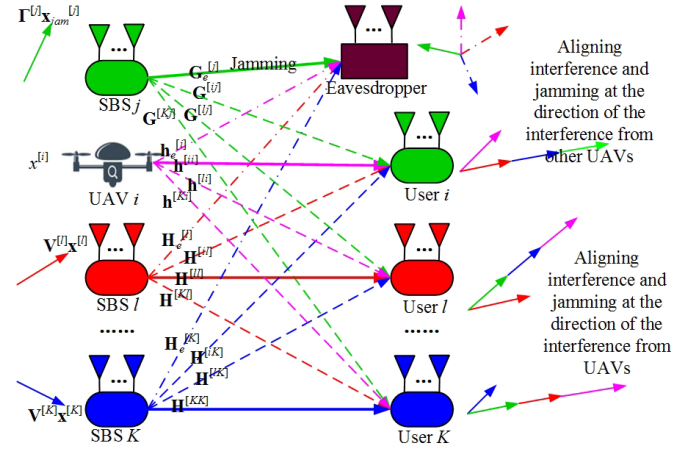 Γ^[j]x_jam^[j]
...
SBS j
G_e^[j]
Jamming
G^[ij]
G^[lj]
G^[Kj]
...
Eavesdropper
Aligning
interference and
jamming at the
direction of the
interference from
other UAVs
x^[i]
UAV i
h_e^[i]
h^[ii]
h^[li]
h^[Ki]
...
User i
V^[l]x^[l]
...
SBS l
H_e^[l]
H^[il]
H^[ll]
H^[Kl]
...
User l
Aligning
interference and
jamming at the
direction of the
interference from
UAVs
......
......
V^[K]x^[K]
...
SBS K
H_e^[K]
H^[iK]
H^[lK]
H^[KK]
...
User K